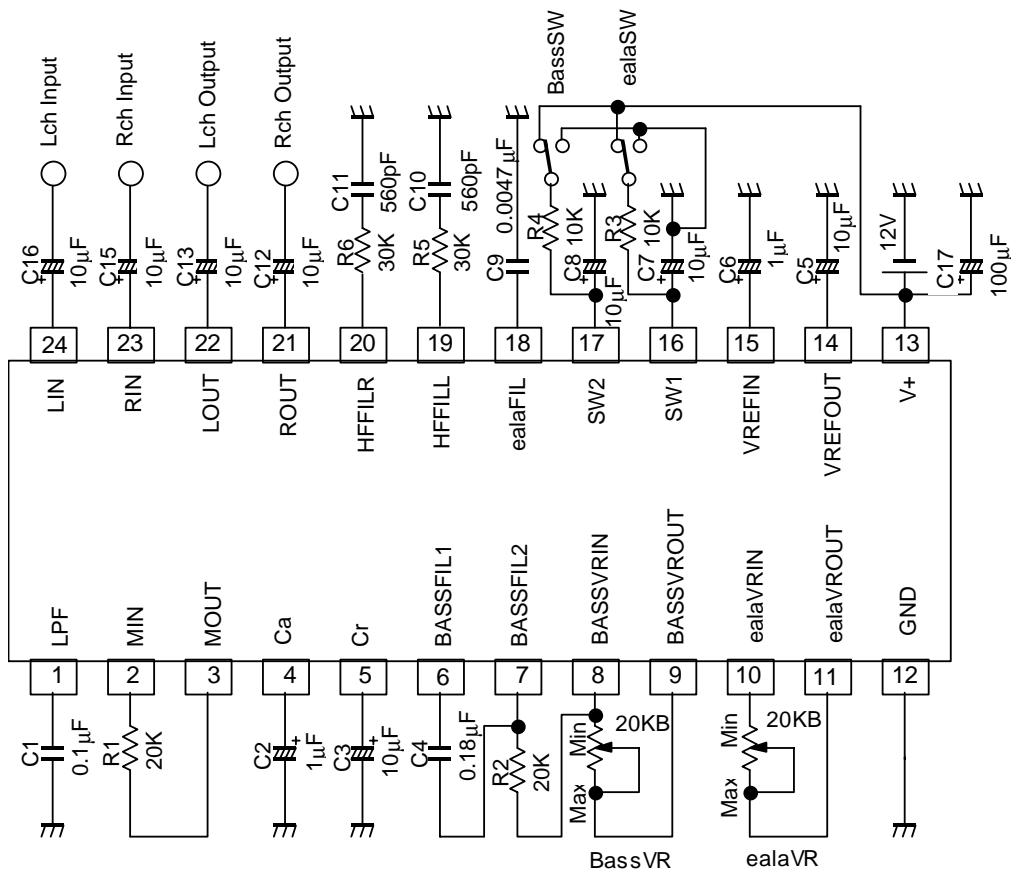 Lch Input
Rch Input
Lch Output
Rch Output
BassSW
ealaSW
C16
10µF
C15
10µF
C13
10µF
C12
10µF
C11
560pF
R6
30K
C10
560pF
R5
30K
C9
0.0047µF
R4
10K
C8
10µF
R3
10K
C7
10µF
C6
1µF
C5
10µF
12V
C17
100µF
+
+
+
+
+
+
+
+
+
24
23
22
21
20
19
18
17
16
15
14
13
LIN
RIN
LOUT
ROUT
HFFILR
HFFILL
ealaFIL
SW2
SW1
VREFIN
VREFOUT
V+
LPF
MIN
MOUT
Ca
Cr
BASSFIL1
BASSFIL2
BASSVRIN
BASSVROUT
ealaVRIN
ealaVROUT
GND
1
2
3
4
5
6
7
8
9
10
11
12
C1
0.1µF
R1
20K
C2
+
1µF
C3
+
10µF
C4
0.18µF
R2
20K
Min
Max
20KB
BassVR
Min
Max
20KB
ealaVR